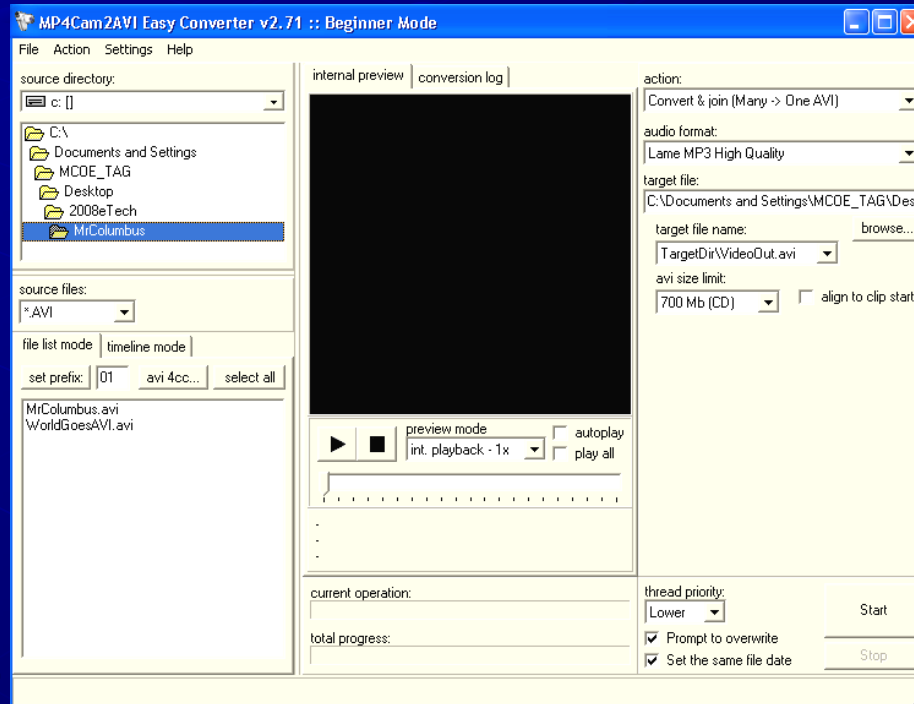 MP4Cam2AVI Easy Converter v2.71 :: Beginner Mode
File Action Settings Help
source directory:
c: []
C:\
Documents and Settings
MCOE_TAG
Desktop
2008eTech
MrColumbus
source files:
*.AVI
file list mode timeline mode
set prefix: 01 avi 4cc... select all
MrColumbus.avi
WorldGoesAVI.avi
internal preview conversion log
preview mode
int. playback - 1x
autoplay
play all
current operation:
total progress:
action:
Convert & join (Many -> One AVI)
audio format:
Lame MP3 High Quality
target file:
C:\Documents and Settings\MCOE_TAG\Des
target file name:
browse...
TargetDir\VideoOut.avi
avi size limit:
700 Mb (CD) align to clip start
thread priority:
Lower
Start
Prompt to overwrite
Set the same file date
Stop